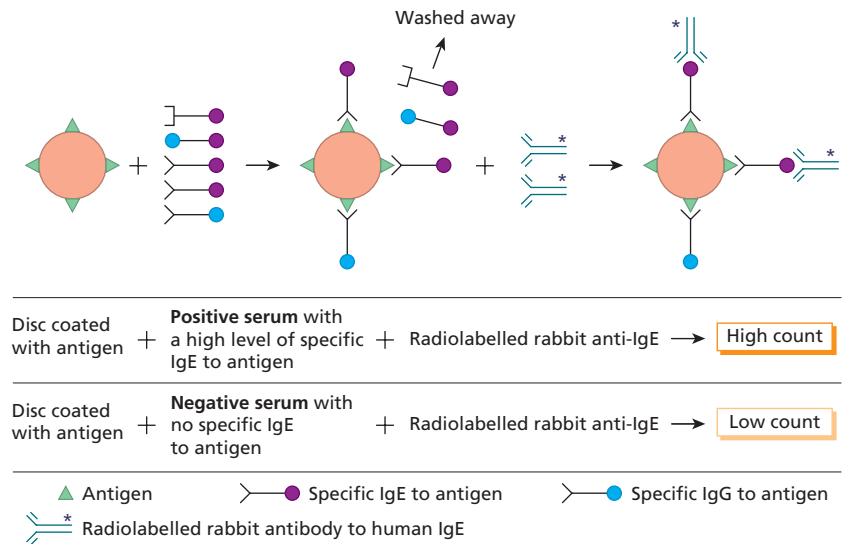 Washed away
*
*
*
*
*
Disc coated
with antigen
+
Positive serum with
a high level of specific
IgE to antigen
+
Radiolabelled rabbit anti-IgE
High count
Disc coated
with antigen
+
Negative serum with
no specific IgE
to antigen
+
Radiolabelled rabbit anti-IgE
Low count
Antigen
Specific IgE to antigen
Specific IgG to antigen
* Radiolabelled rabbit antibody to human IgE